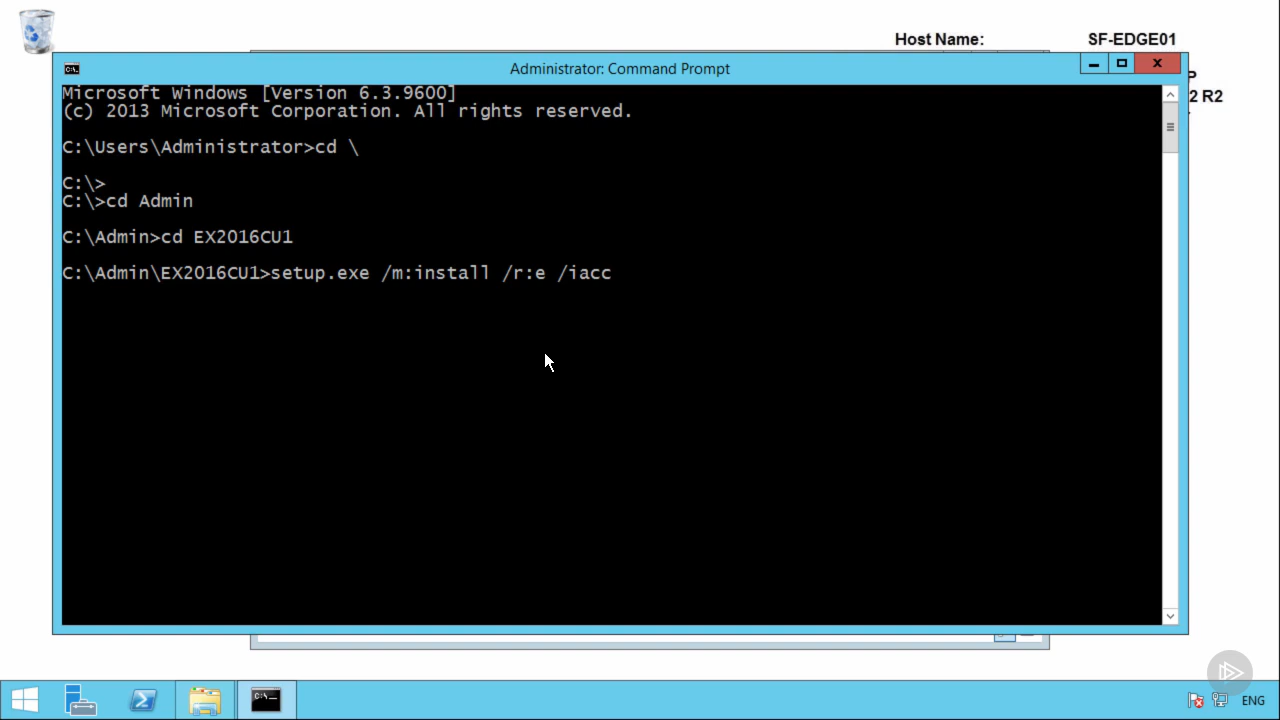 Host Name: SF-EDGE01
Administrator: Command Prompt
P
2 R2
Microsoft Windows [Version 6.3.9600]
(c) 2013 Microsoft Corporation. All rights reserved.
C:\Users\Administrator>cd \
C:\>
C:\>cd Admin
C:\Admin>cd EX2016CU1
C:\Admin\EX2016CU1>setup.exe /m:install /r:e /iacc
ENG